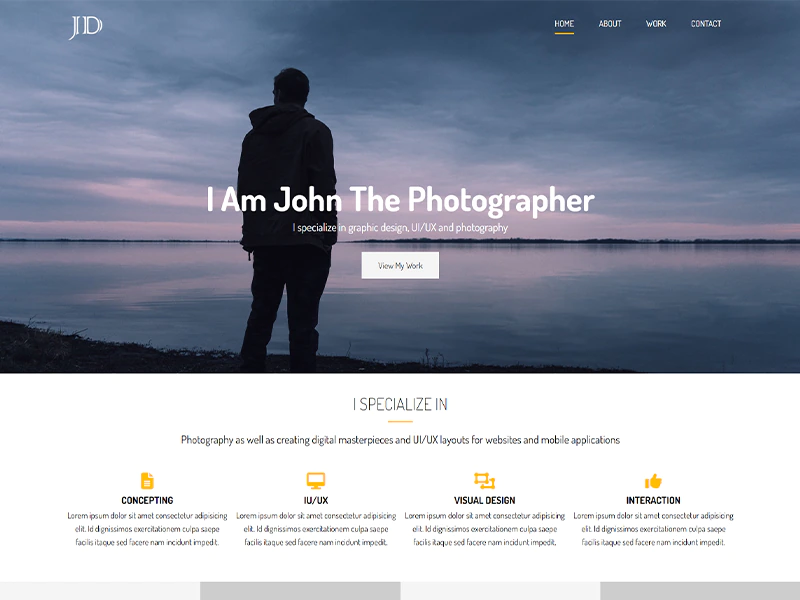 JD
HOME ABOUT WORK CONTACT
I Am John The Photographer
I specialize in graphic design, UI/UX and photography
View My Work
I SPECIALIZE IN
Photography as well as creating digital masterpieces and UI/UX layouts for websites and mobile applications
CONCEPTING
Lorem ipsum dolor sit amet consectetur adipisicing
elit. Id dignissimos exercitationem culpa saepe
facilis itaque sed facere nam incidunt impedit.
IU/UX
Lorem ipsum dolor sit amet consectetur adipisicing
elit. Id dignissimos exercitationem culpa saepe
facilis itaque sed facere nam incidunt impedit.
VISUAL DESIGN
Lorem ipsum dolor sit amet consectetur adipisicing
elit. Id dignissimos exercitationem culpa saepe
facilis itaque sed facere nam incidunt impedit.
INTERACTION
Lorem ipsum dolor sit amet consectetur adipisicing
elit. Id dignissimos exercitationem culpa saepe
facilis itaque sed facere nam incidunt impedit.